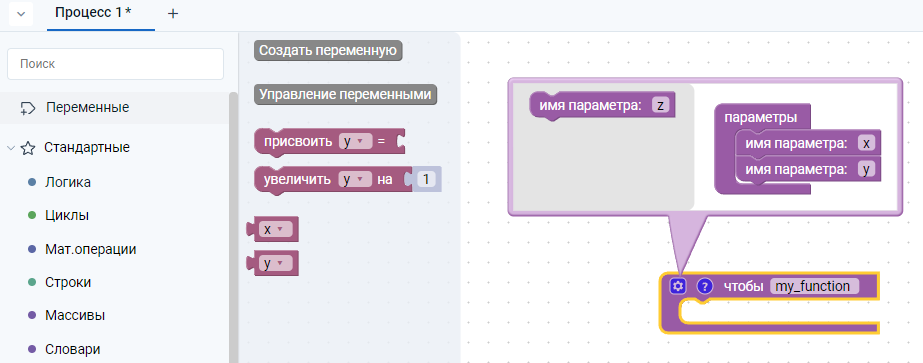 Процесс 1* +
Поиск
Переменные
Стандартные
Логика
Циклы
Мат.операции
Строки
Массивы
Словари
Создать переменную
Управление переменными
присвоить y =
увеличить y на 1
x
y
имя параметра: z
параметры
имя параметра: x
имя параметра: y
? чтобы my_function